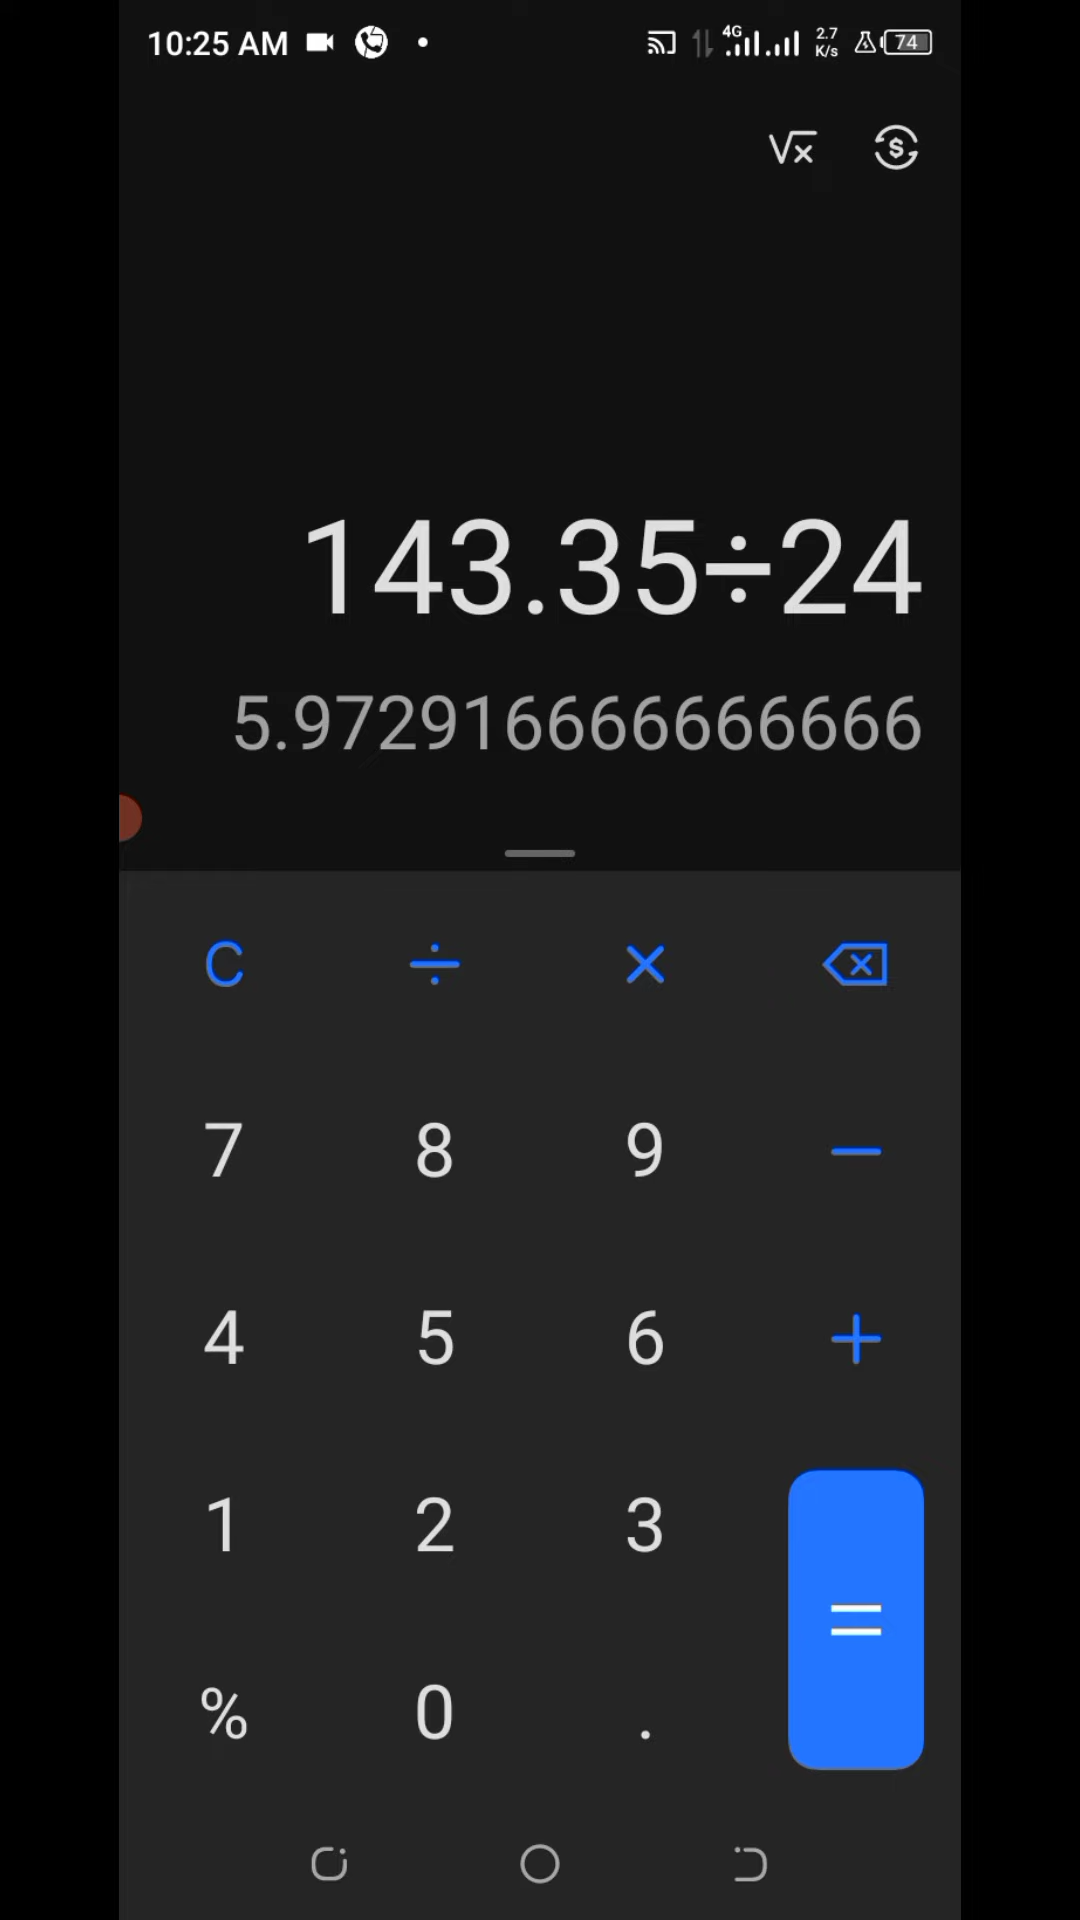 10:25 AM 4G 2.7 K/s 74
√x $
143.35÷24
5.9729166666666666
C ÷ ×
7 8 9 −
4 5 6 +
1 2 3
=
% 0 .